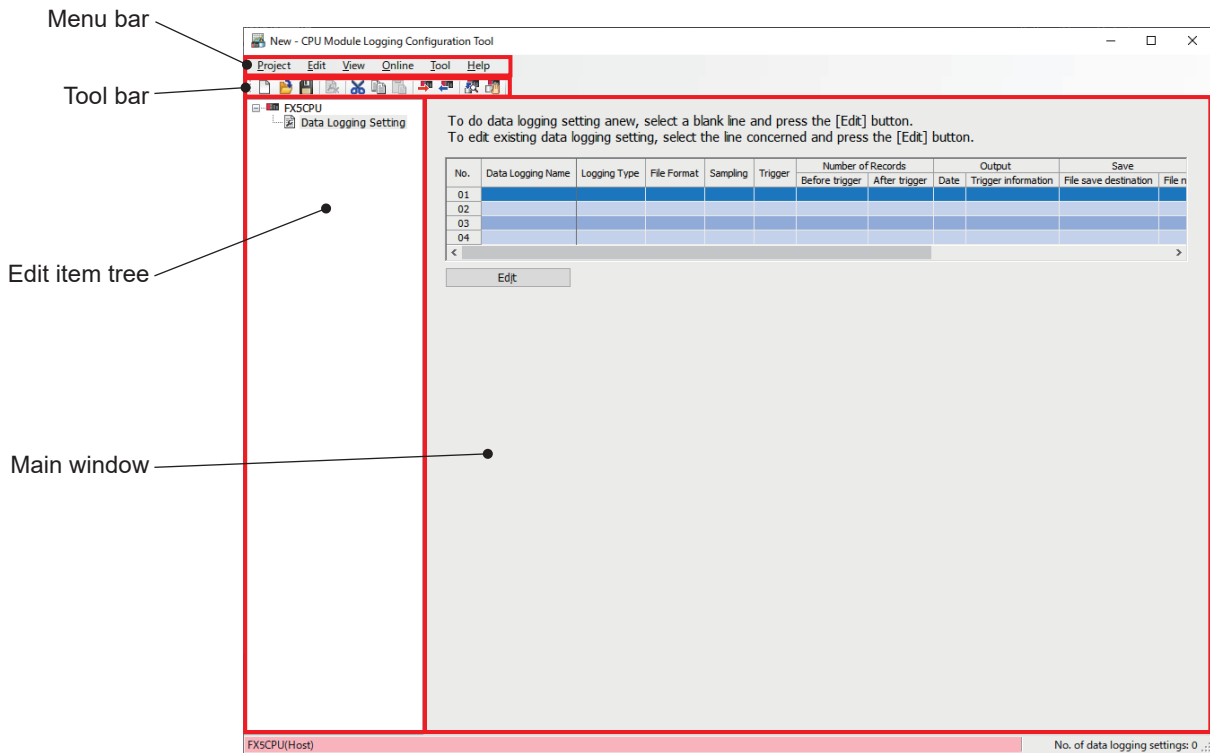 Menu bar
New - CPU Module Logging Configuration Tool
Project Edit View Online Tool Help
Tool bar
FX5CPU
Data Logging Setting
To do data logging setting anew, select a blank line and press the [Edit] button.
To edit existing data logging setting, select the line concerned and press the [Edit] button.
No. Data Logging Name Logging Type File Format Sampling Trigger Number of Records Output Save
Before trigger After trigger Date Trigger information File save destination File n
01
02
03
04
Edit
Edit item tree
Main window
FX5CPU(Host) No. of data logging settings: 0